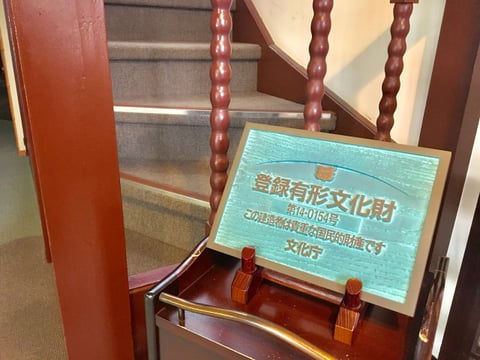 登録有形文化財
第14-0154号
この建造物は貴重な国民的財産です
文化庁